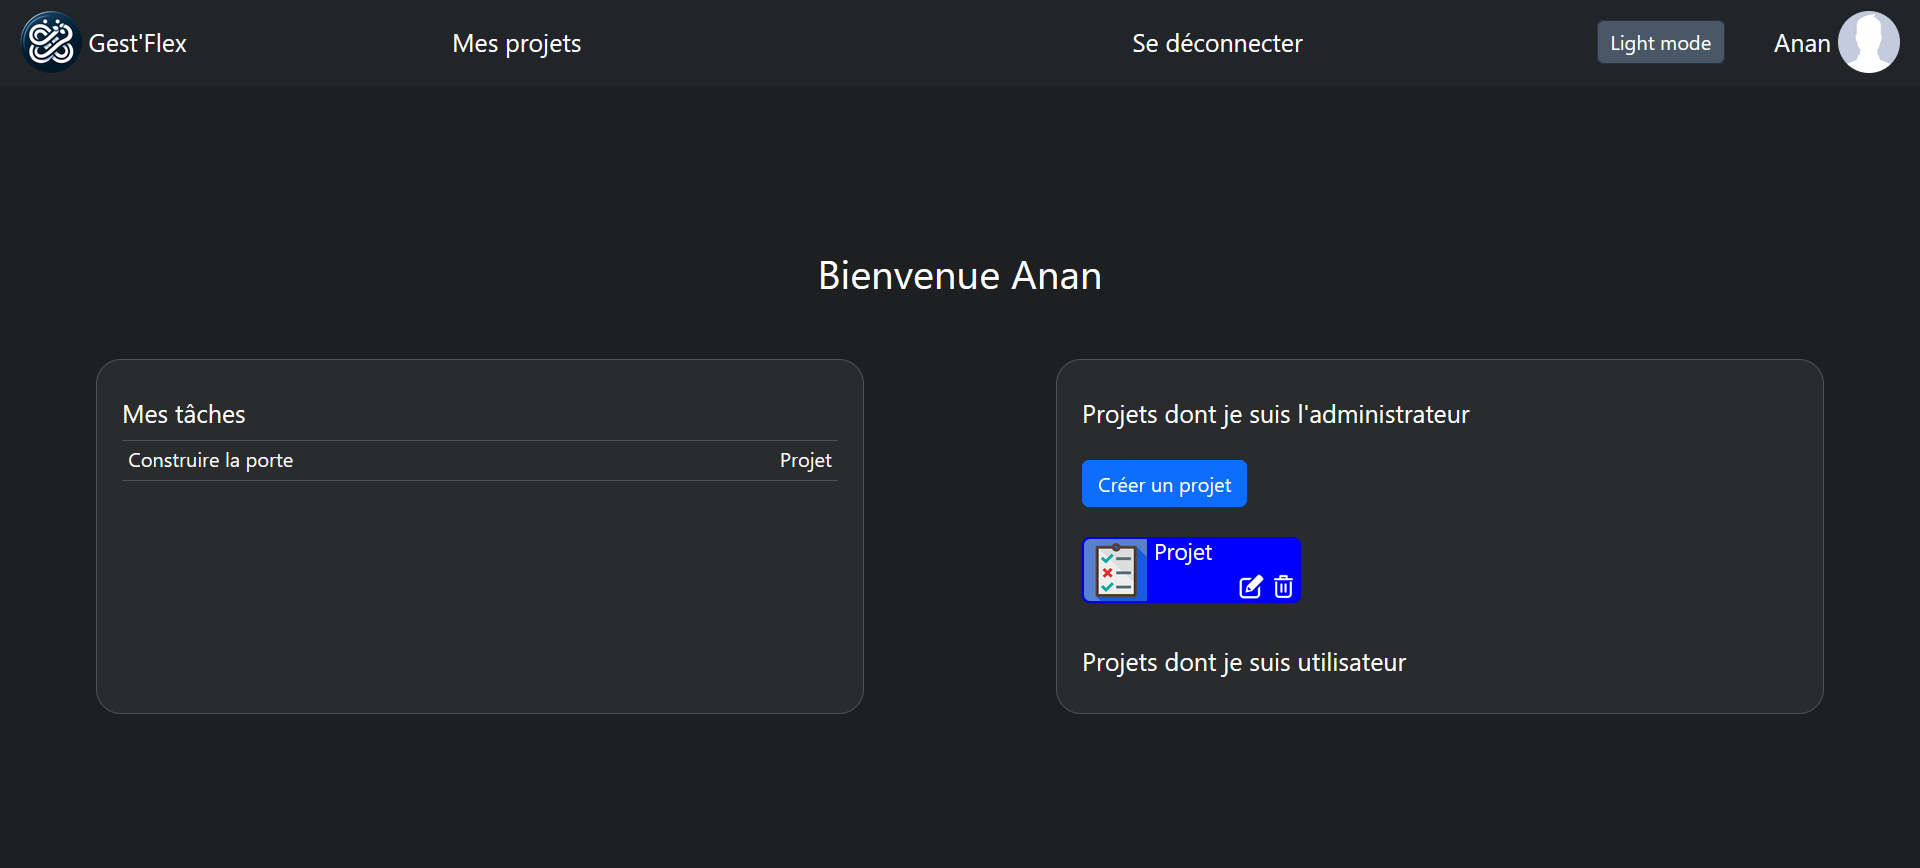 Gest'Flex
Mes projets
Se déconnecter
Light mode
Anan
Bienvenue Anan
Mes tâches
Construire la porte Projet
Projets dont je suis l'administrateur
Créer un projet
Projet
Projets dont je suis utilisateur